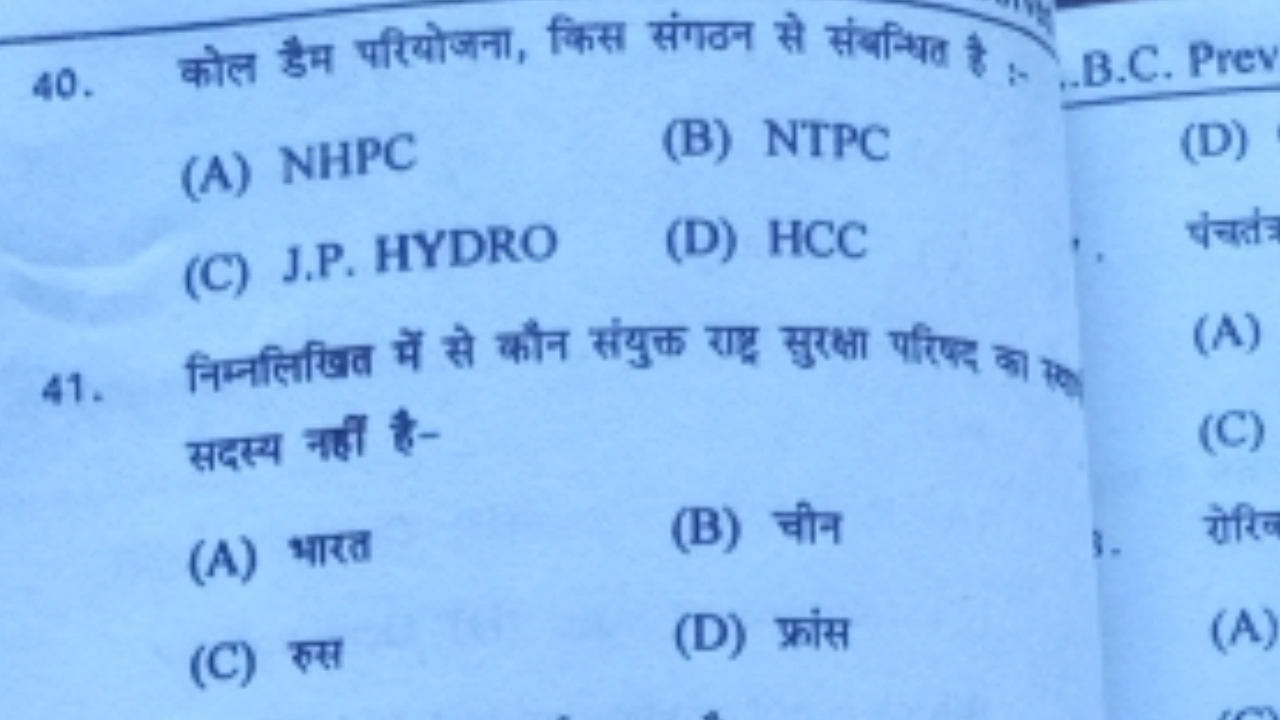 40. कोल डैम परियोजना, किस संगठन से संबन्धित है :-
(A) NHPC (B) NTPC
(C) J.P. HYDRO (D) HCC
41. निम्नलिखित में से कौन संयुक्त राष्ट्र सुरक्षा परिषद का
सदस्य नहीं है-
(A) भारत (B) चीन
(C) रुस (D) फ्रांस
B.C. Prev
(D)
पंचतंत्र
(A)
(C)
(A)